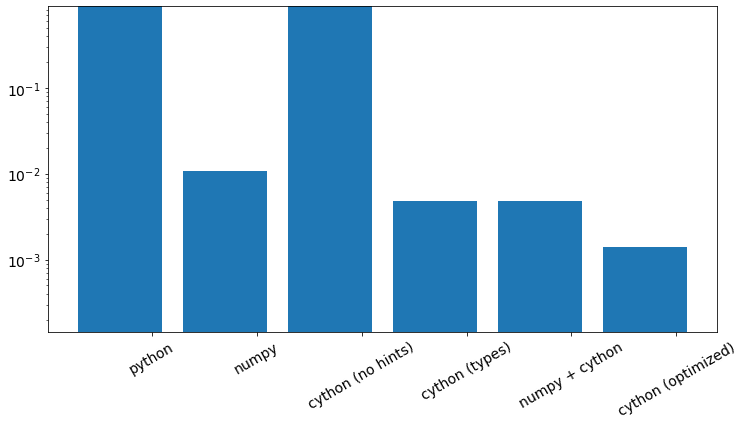 10⁻¹
10⁻²
10⁻³
python
numpy
cython (no hints)
cython (types)
numpy + cython
cython (optimized)